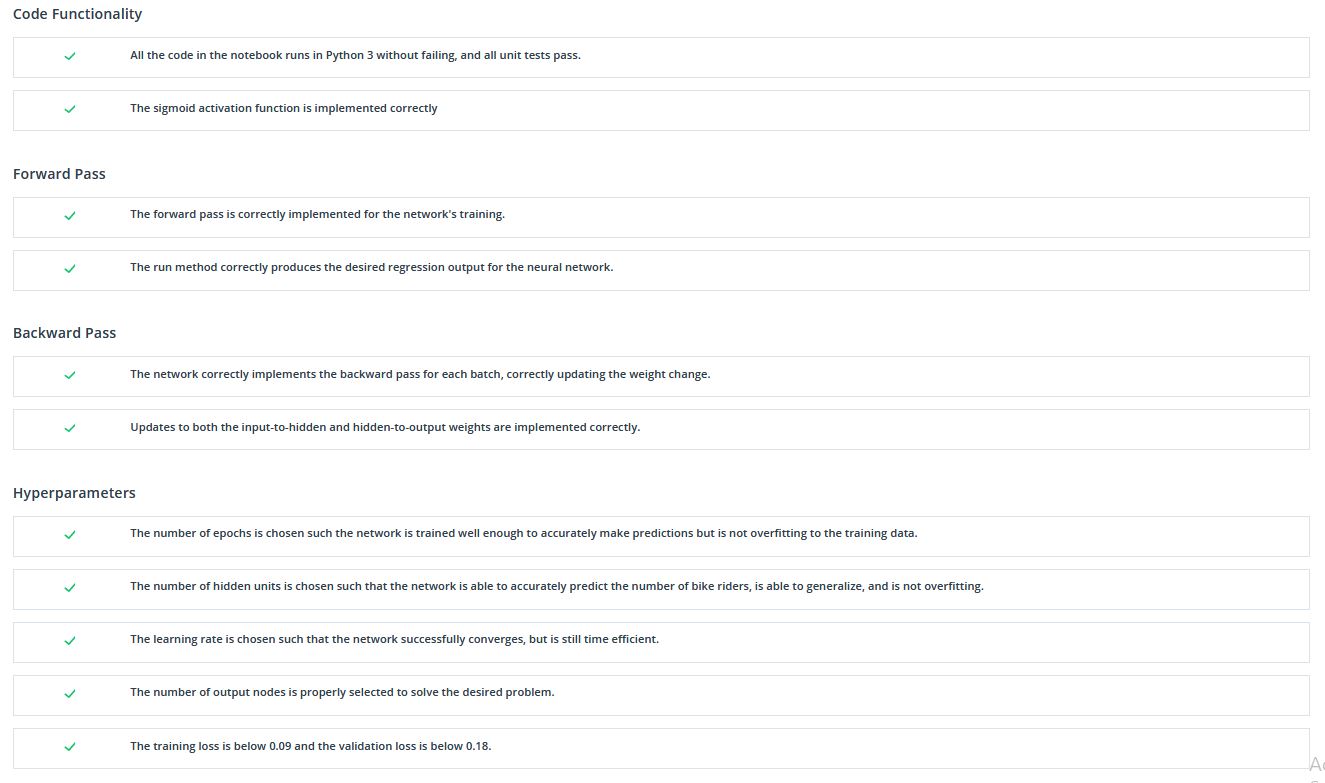 Code Functionality
All the code in the notebook runs in Python 3 without failing, and all unit tests pass.
The sigmoid activation function is implemented correctly
Forward Pass
The forward pass is correctly implemented for the network's training.
The run method correctly produces the desired regression output for the neural network.
Backward Pass
The network correctly implements the backward pass for each batch, correctly updating the weight change.
Updates to both the input-to-hidden and hidden-to-output weights are implemented correctly.
Hyperparameters
The number of epochs is chosen such the network is trained well enough to accurately make predictions but is not overfitting to the training data.
The number of hidden units is chosen such that the network is able to accurately predict the number of bike riders, is able to generalize, and is not overfitting.
The learning rate is chosen such that the network successfully converges, but is still time efficient.
The number of output nodes is properly selected to solve the desired problem.
The training loss is below 0.09 and the validation loss is below 0.18.